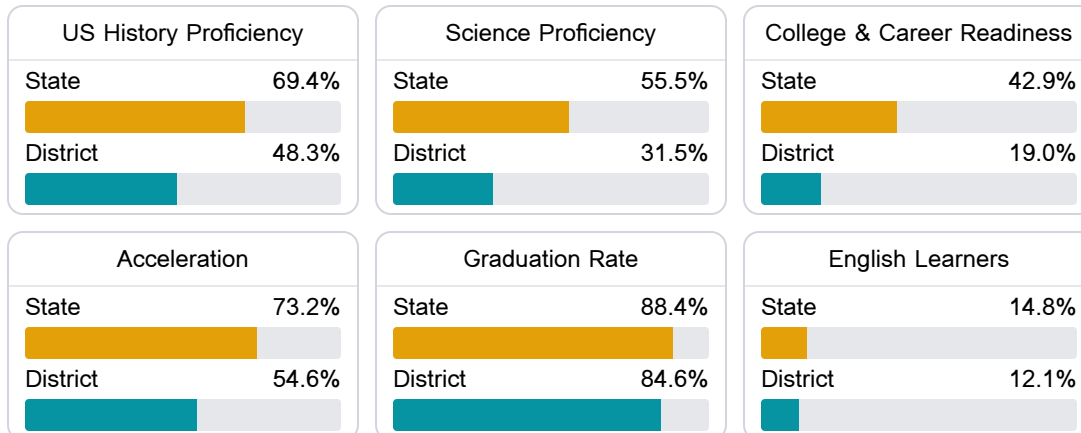 US History Proficiency
State 69.4%
District 48.3%
Science Proficiency
State 55.5%
District 31.5%
College & Career Readiness
State 42.9%
District 19.0%
Acceleration
State 73.2%
District 54.6%
Graduation Rate
State 88.4%
District 84.6%
English Learners
State 14.8%
District 12.1%